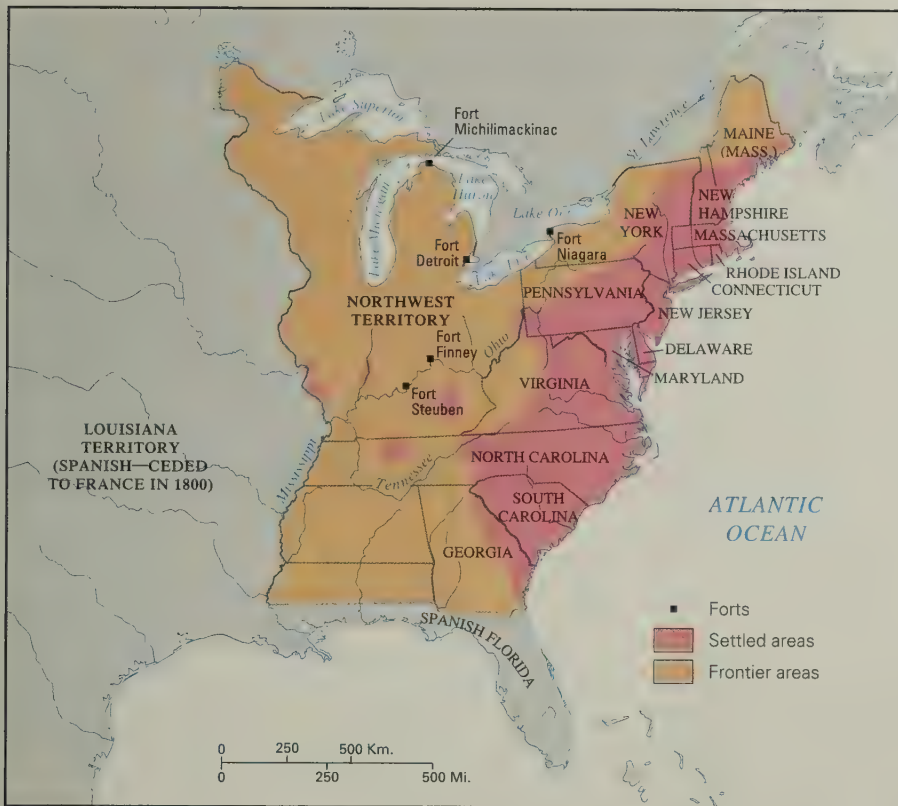 Lake Superior
Fort
Michilimackinac
St. Lawrence
MAINE
(MASS.)
Lake Michigan
Lake
Huron
NEW
HAMPSHIRE
Lake
NEW
YORK
MASSACHUSETTS
Fort
Detroit
Fort
Niagara
RHODE ISLAND
CONNECTICUT
PENNSYLVANIA
NEW JERSEY
NORTHWEST
TERRITORY
Fort
Finney
Ohio
DELAWARE
MARYLAND
VIRGINIA
Fort
Steuben
LOUISIANA
TERRITORY
(SPANISH—CEDED
TO FRANCE IN 1800)
Mississippi
Tennessee
NORTH CAROLINA
SOUTH
CAROLINA
GEORGIA
ATLANTIC
OCEAN
SPANISH FLORIDA
Forts
Settled areas
Frontier areas
0 250 500 Km.
0 250 500 Mi.